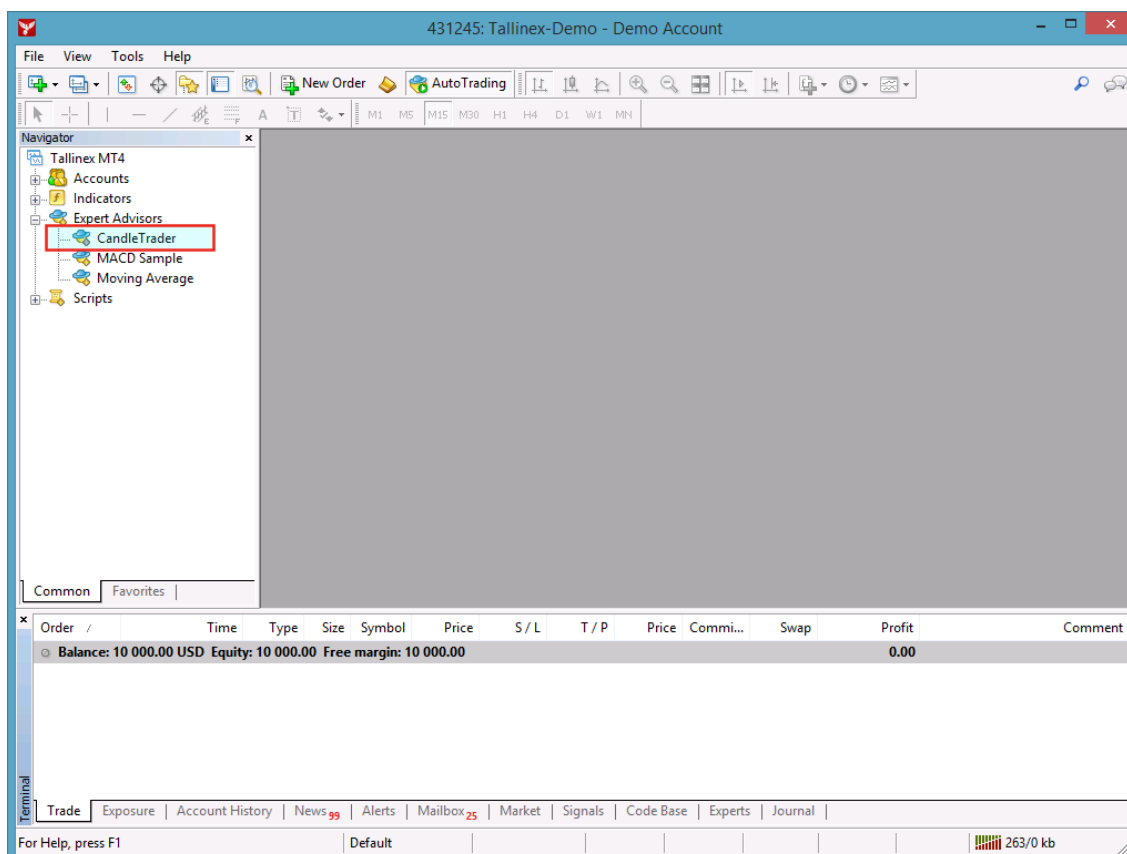 431245: Tallinex-Demo - Demo Account
File View Tools Help
New Order AutoTrading
E F A T M1 M5 M15 M30 H1 H4 D1 W1 MN
Navigator
Tallinex MT4
Accounts
Indicators
Expert Advisors
CandleTrader
MACD Sample
Moving Average
Scripts
Common Favorites
Order / Time Type Size Symbol Price S / L T / P Price Commi... Swap Profit Comment
Balance: 10 000.00 USD Equity: 10 000.00 Free margin: 10 000.00 0.00
Terminal
Trade Exposure Account History News 99 Alerts Mailbox 25 Market Signals Code Base Experts Journal
For Help, press F1 Default 263/0 kb